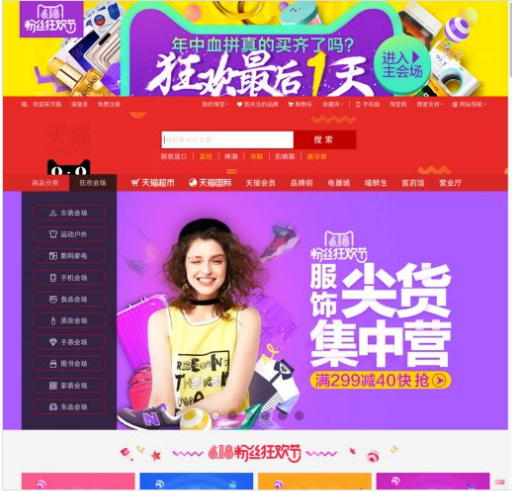 618
粉丝狂欢节
年中血拼真的买齐了吗?
狂欢最后1天
进入
主会场
喵，欢迎来天猫 请登录 免费注册 我的淘宝 我关注的品牌 购物车 收藏夹 手机版 淘宝网 商家支持 网站导航
天猫
搜索
商品分类 狂欢会场 天猫超市 天猫国际 天猫会员 品牌街 电器城 喵鲜生 医药馆 营业厅
女装会场
运动户外
数码家电
手机会场
食品会场
美妆会场
手表会场
图书会场
家装会场
车品会场
618
粉丝狂欢节
服饰
尖货
集中营
满299减40快抢
618粉丝狂欢节